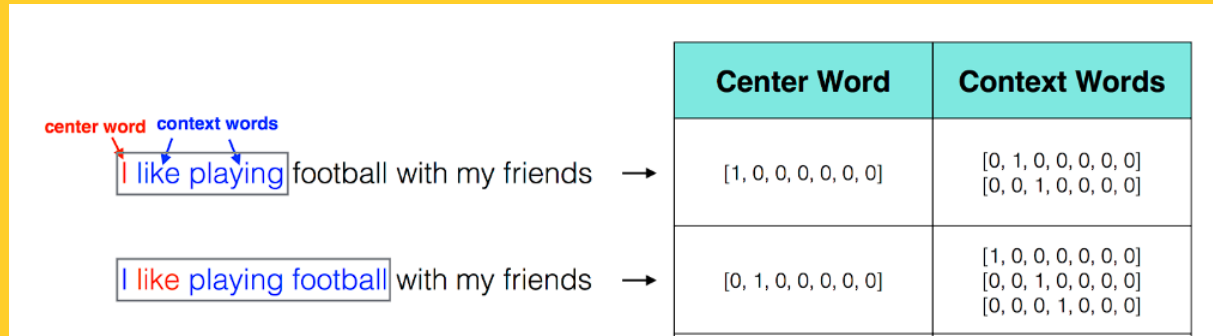 Center Word Context Words
center word context words
I like playing football with my friends → [1, 0, 0, 0, 0, 0, 0] [0, 1, 0, 0, 0, 0, 0]
[0, 0, 1, 0, 0, 0, 0]
I like playing football with my friends → [0, 1, 0, 0, 0, 0, 0] [1, 0, 0, 0, 0, 0, 0]
[0, 0, 1, 0, 0, 0, 0]
[0, 0, 0, 1, 0, 0, 0]